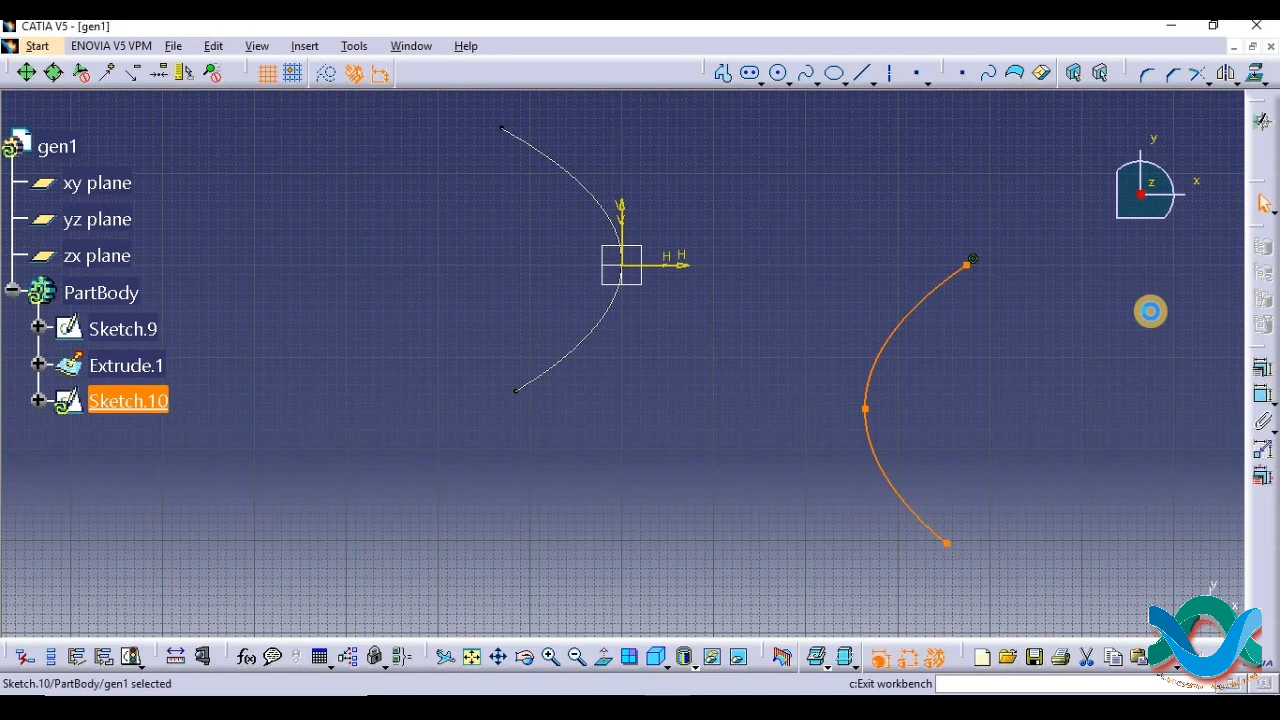 CATIA V5 - [gen1]
Start ENOVIA V5 VPM File Edit View Insert Tools Window Help
y
x
z
gen1
xy plane
yz plane
zx plane
PartBody
Sketch.9
Extrude.1
Sketch.10
V
H H
y
x
f(x)
Sketch.10/PartBody/gen1 selected
c:Exit workbench